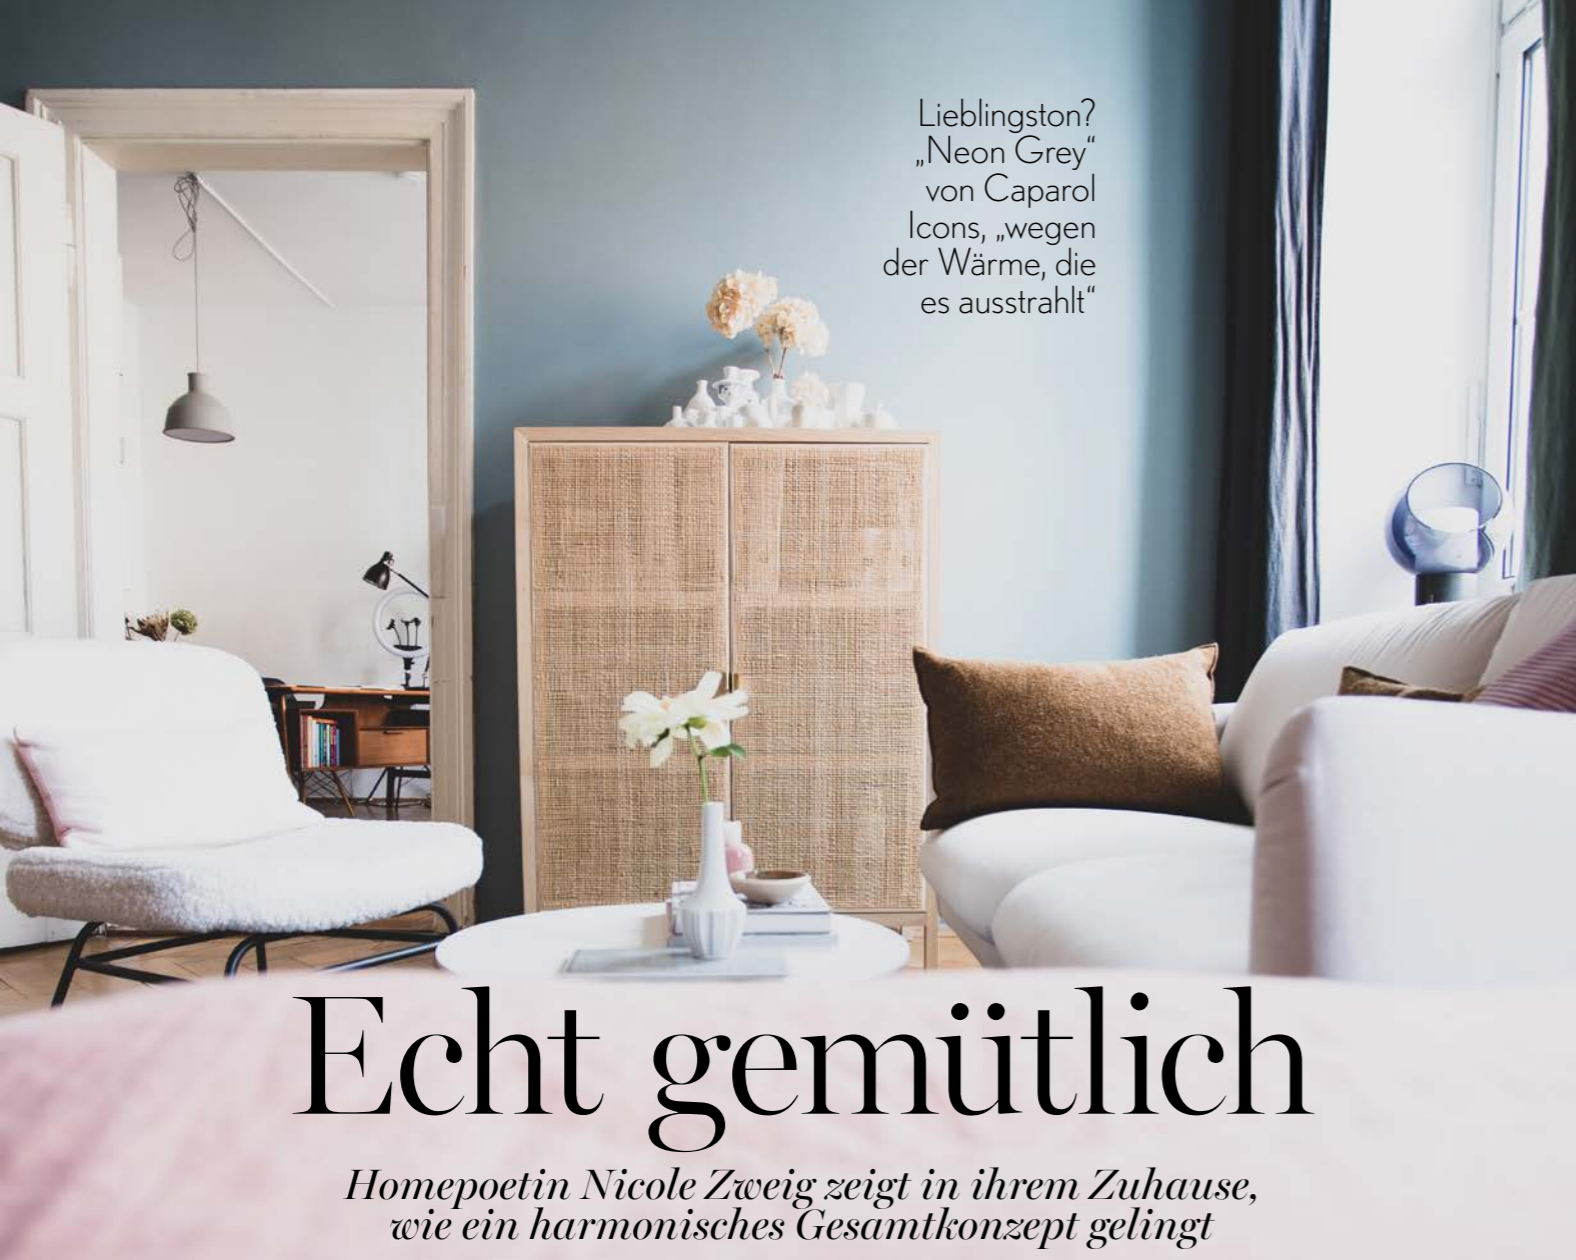 Lieblingston?
„Neon Grey“
von Caparol
Icons, „wegen
der Wärme, die
es ausstrahlt“
Echt gemütlich
Homepoetin Nicole Zweig zeigt in ihrem Zuhause,
wie ein harmonisches Gesamtkonzept gelingt